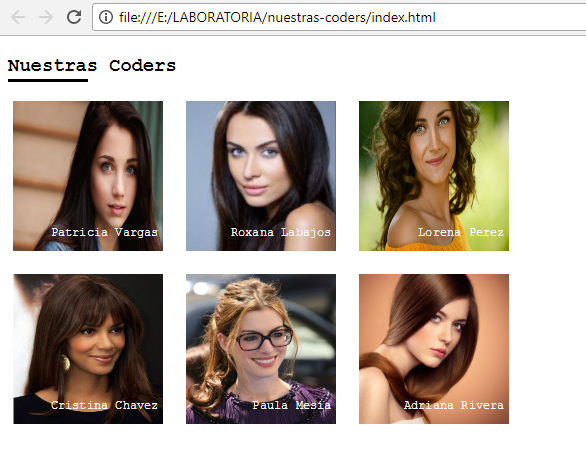 file:///E:/LABORATORIA/nuestras-coders/index.html
Nuestras Coders
Patricia Vargas
Roxana Labajos
Lorena Perez
Cristina Chavez
Paula Mesía
Adriana Rivera